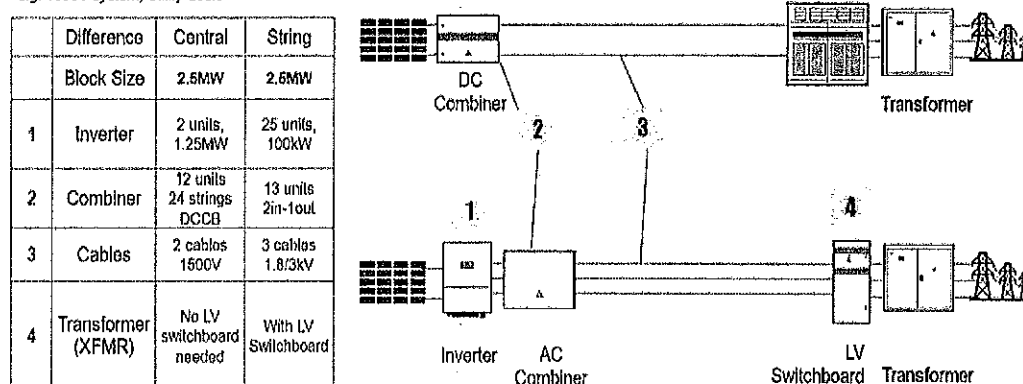 Difference Central String
Block Size 2.5MW 2.5MW
1 Inverter 2 units, 1.25MW 25 units, 100kW
2 Combiner 12 units 24 strings DCCB 13 units 2in-1out
3 Cables 2 cables 1500V 3 cables 1.8/3kV
4 Transformer (XFMR) No LV switchboard needed With LV Switchboard
DC
Combiner
Transformer
2
3
1
4
Inverter
AC
Combiner
LV
Switchboard
Transformer